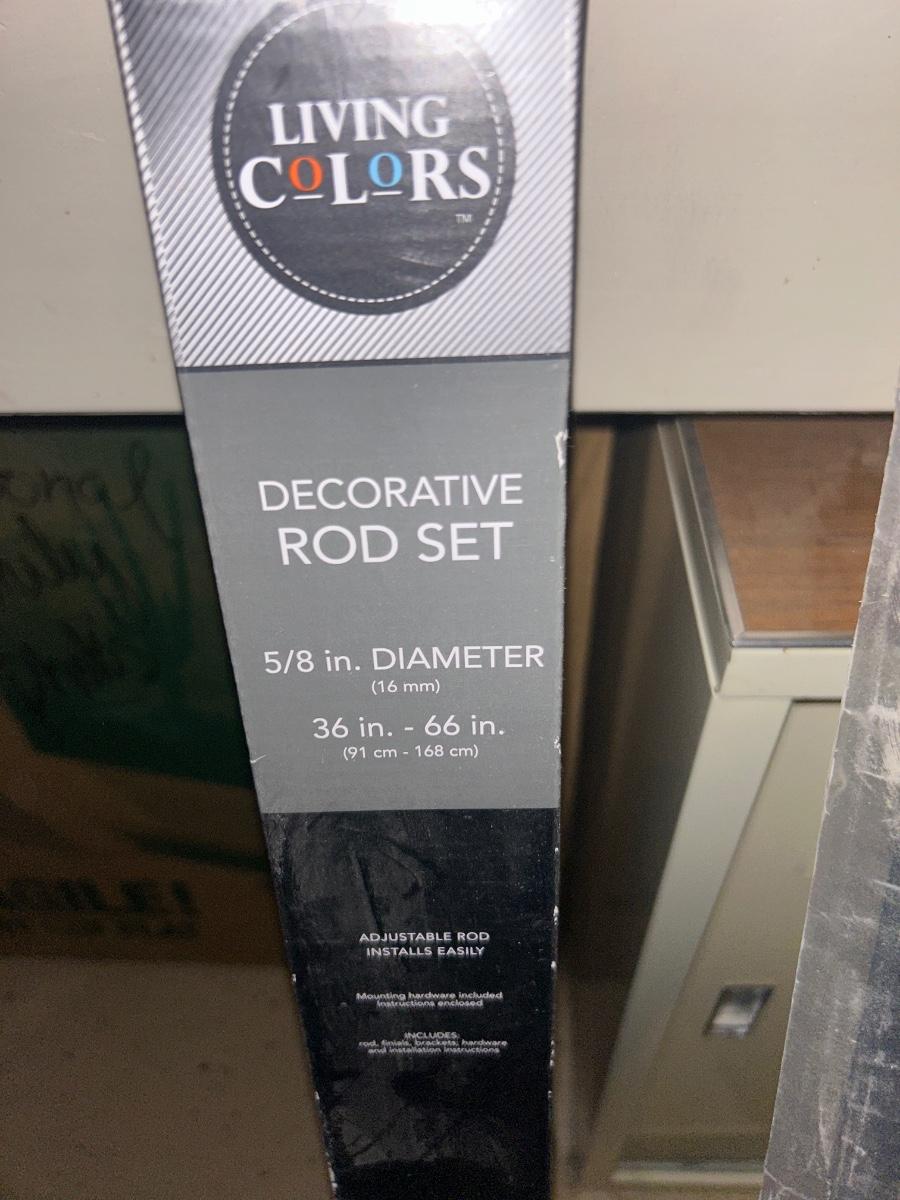 LIVING
COLORS
TM
DECORATIVE
ROD SET
5/8 in. DIAMETER
(16 mm)
36 in. - 66 in.
(91 cm - 168 cm)
ADJUSTABLE ROD
INSTALLS EASILY
Mounting hardware included
Instructions enclosed
INCLUDES:
rod, finials, brackets, hardware
and installation instructions